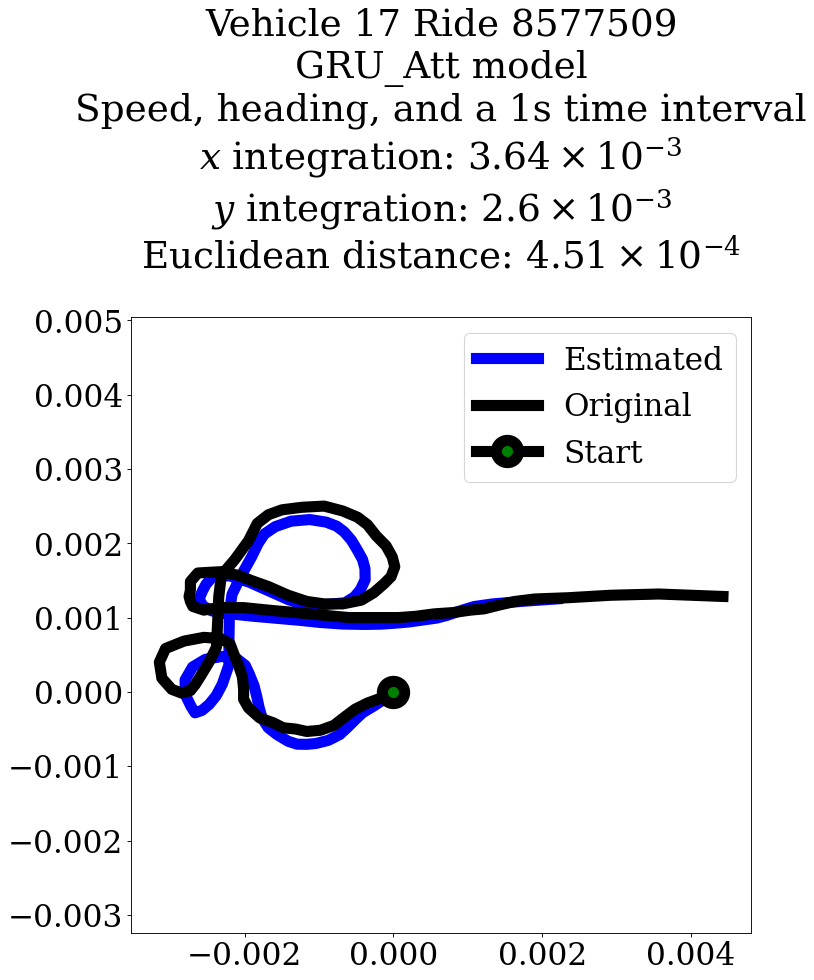 Vehicle 17 Ride 8577509
GRU_Att model
Speed, heading, and a 1s time interval
x integration: 3.64 × 10⁻³
y integration: 2.6 × 10⁻³
Euclidean distance: 4.51 × 10⁻⁴
Estimated
Original
Start
0.005
0.004
0.003
0.002
0.001
0.000
−0.001
−0.002
−0.003
−0.002 0.000 0.002 0.004